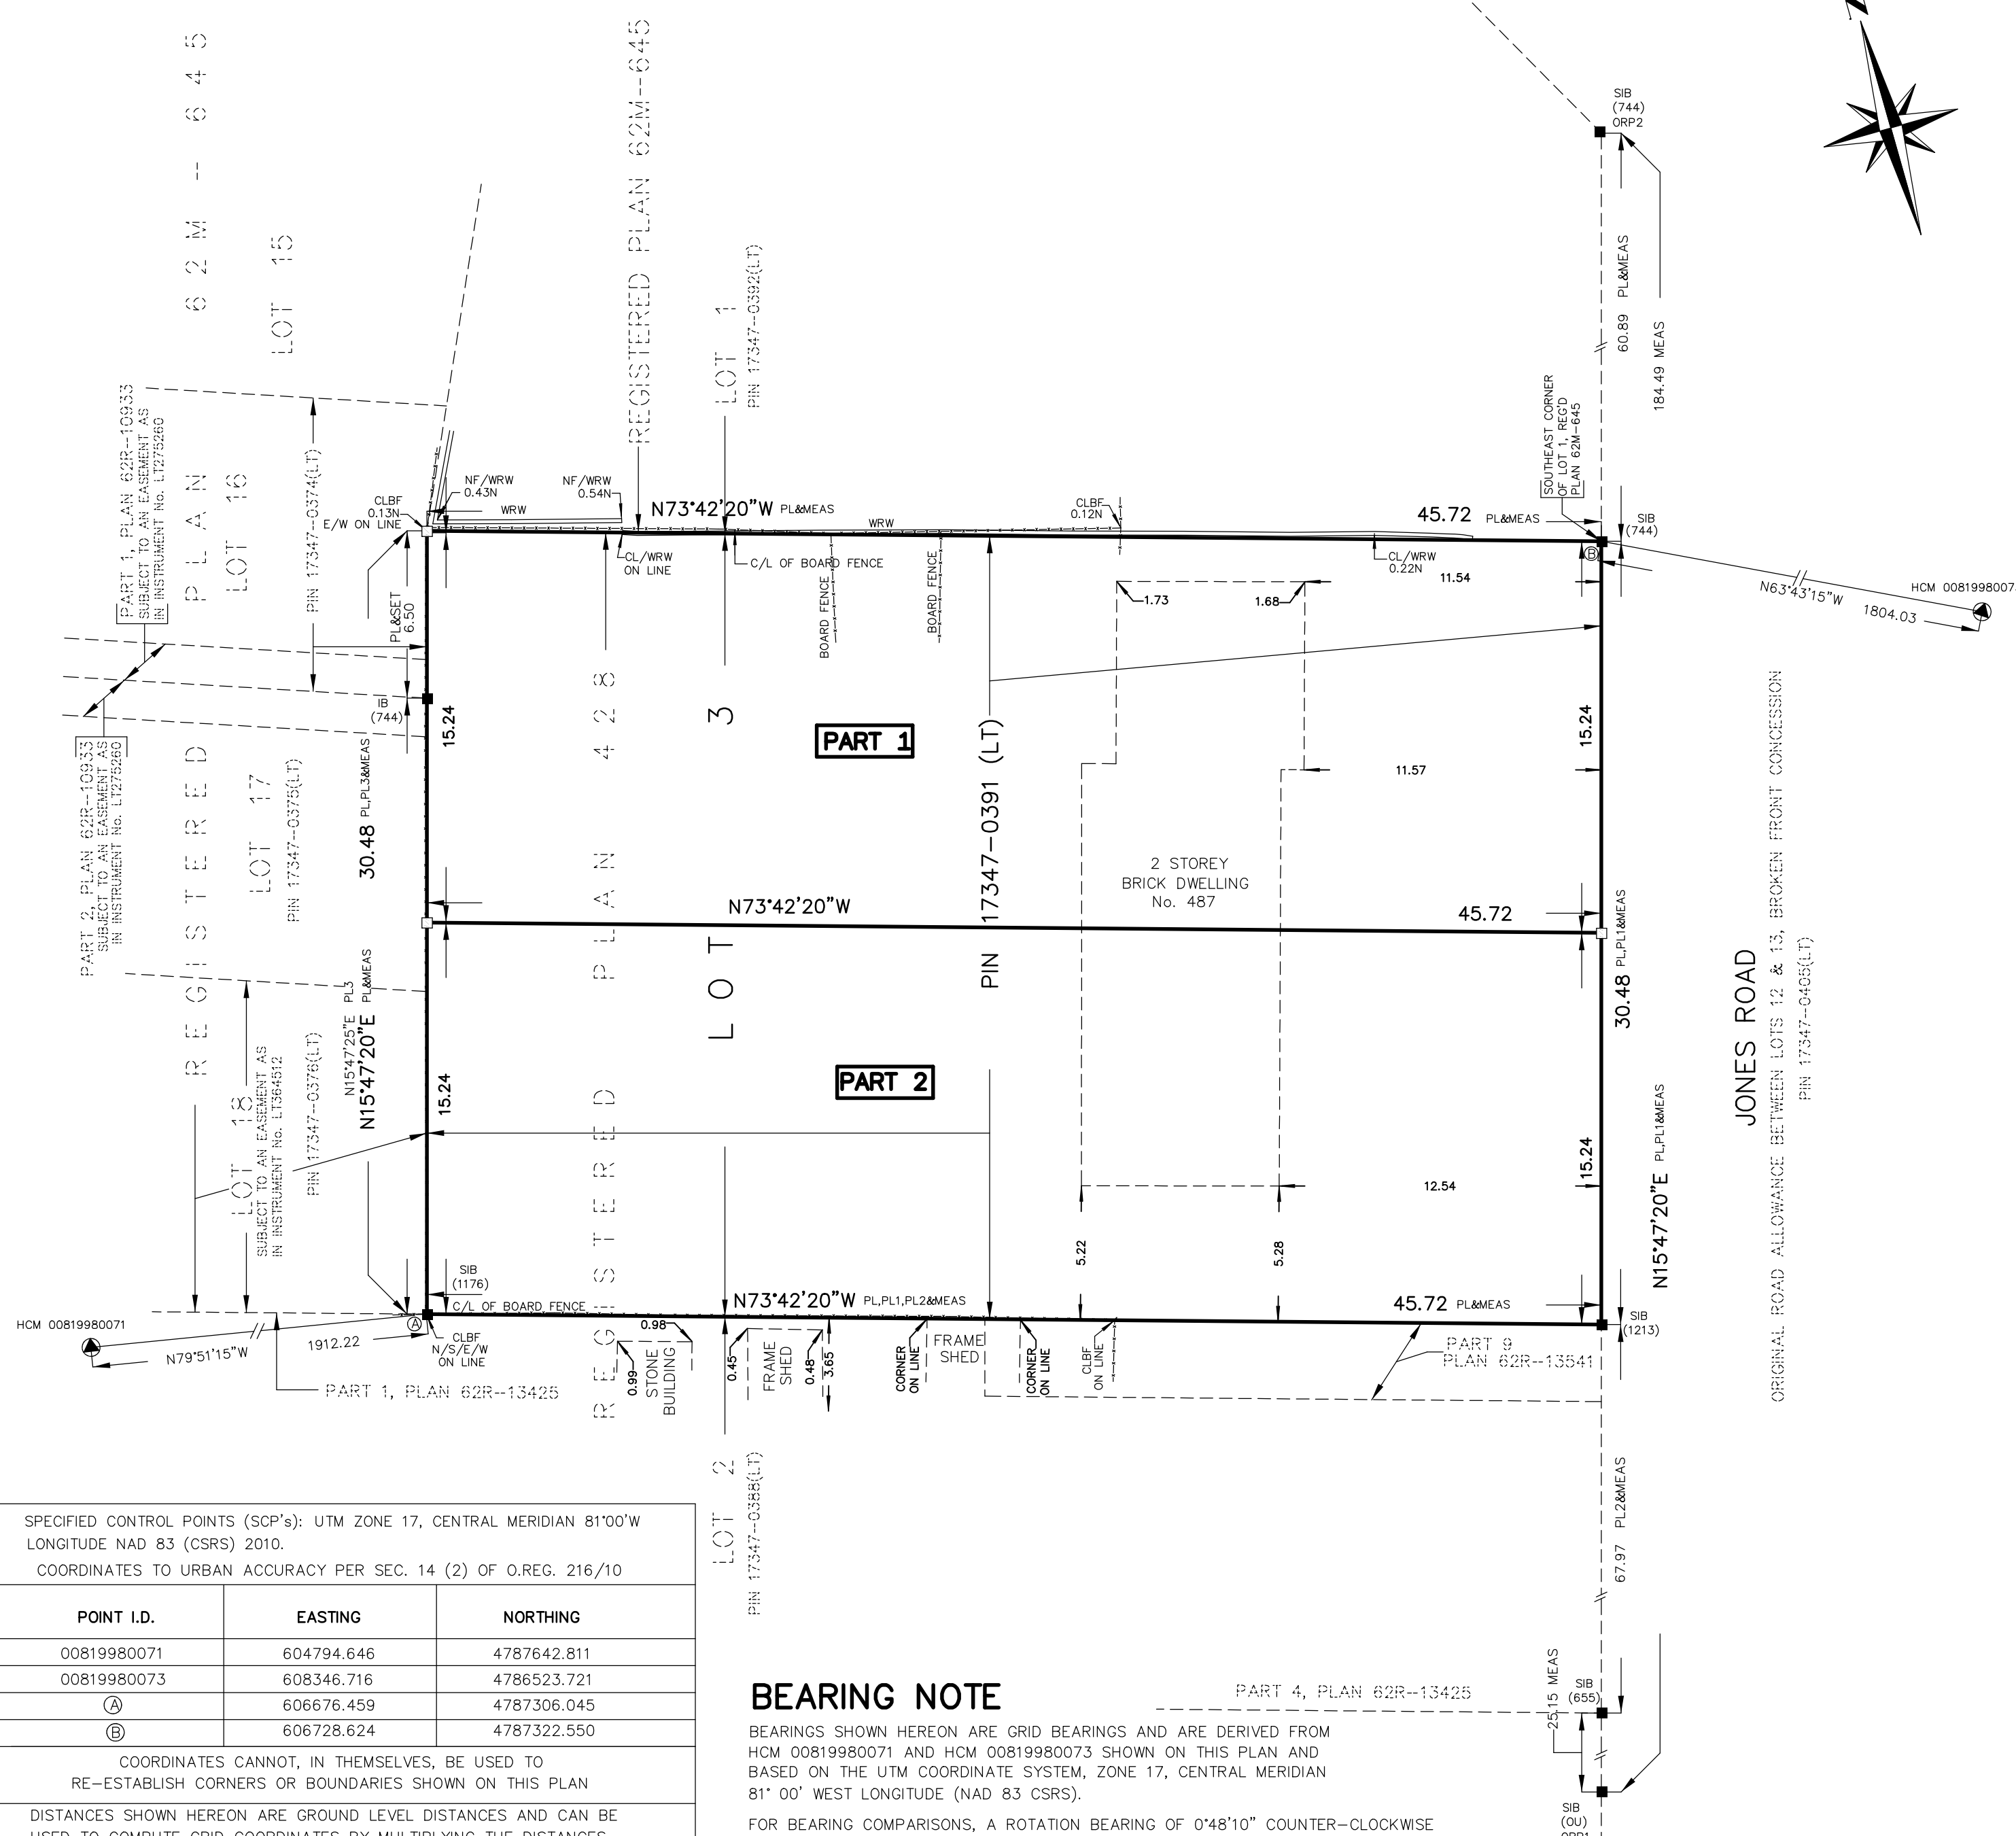 N
SIB
(744)
ORP2
60.89 PL&MEAS
184.49 MEAS
PLAN 62M-645
LOT 15
REGISTERED PLAN 62M-645
LOT 1
PIN 17347-0392(LT)
PART 1, PLAN 62R-10933
SUBJECT TO AN EASEMENT AS
IN INSTRUMENT No. LT275260
LOT 16
PIN 17347-0374(LT)
CLBF
0.13N
E/W ON LINE
NF/WRW
0.43N
WRW
NF/WRW
0.54N
N73°42'20"W PL&MEAS
WRW
CLBF
0.12N
45.72 PL&MEAS
SOUTHEAST CORNER
OF LOT 1, REG'D
PLAN 62M-645
SIB
(744)
CL/WRW
ON LINE
C/L OF BOARD FENCE
BOARD FENCE
BOARD FENCE
CL/WRW
0.22N
B
11.54
1.73
1.68
N63°43'15"W
1804.03
HCM 0081998007
PL&SET
6.50
IB
(744)
15.24
PART 1
15.24
11.57
PART 2, PLAN 62R-10933
SUBJECT TO AN EASEMENT AS
IN INSTRUMENT No. LT275260
REGISTERED
LOT 17
PIN 17347-0375(LT)
30.48 PL,PL3&MEAS
REGISTERED PLAN 428
LOT 3
PIN 17347-0391 (LT)
2 STOREY
BRICK DWELLING
No. 487
N73°42'20"W
45.72
30.48 PL,PL1&MEAS
JONES ROAD
ORIGINAL ROAD ALLOWANCE BETWEEN LOTS 12 & 13, BROKEN FRONT CONCESSION
PIN 17347-0405(LT)
N15°47'25"E PL3
N15°47'20"E PL&MEAS
15.24
PART 2
15.24
N15°47'20"E PL,PL1&MEAS
LOT 18
SUBJECT TO AN EASEMENT AS
IN INSTRUMENT No. LT364512
PIN 17347-0376(LT)
12.54
5.22
5.28
SIB
(1176)
C/L OF BOARD FENCE
N73°42'20"W PL,PL1,PL2&MEAS
45.72 PL&MEAS
SIB
(1213)
HCM 00819980071
N79°51'15"W
1912.22
A
CLBF
N/S/E/W
ON LINE
0.98
0.99
STONE
BUILDING
0.45
FRAME
SHED
0.48
3.65
CORNER
ON LINE
FRAME
SHED
CORNER
ON LINE
CLBF
ON LINE
PART 9
PLAN 62R-13541
PART 1, PLAN 62R-13425
LOT 2
PIN 17347-0388(LT)
67.97 PL2&MEAS
SPECIFIED CONTROL POINTS (SCP's): UTM ZONE 17, CENTRAL MERIDIAN 81°00'W
LONGITUDE NAD 83 (CSRS) 2010.
COORDINATES TO URBAN ACCURACY PER SEC. 14 (2) OF O.REG. 216/10
POINT I.D. EASTING NORTHING
00819980071 604794.646 4787642.811
00819980073 608346.716 4786523.721
A 606676.459 4787306.045
B 606728.624 4787322.550
COORDINATES CANNOT, IN THEMSELVES, BE USED TO
RE-ESTABLISH CORNERS OR BOUNDARIES SHOWN ON THIS PLAN
DISTANCES SHOWN HEREON ARE GROUND LEVEL DISTANCES AND CAN BE
USED TO COMPUTE GRID COORDINATES BY MULTIPLYING THE DISTANCES
BEARING NOTE
BEARINGS SHOWN HEREON ARE GRID BEARINGS AND ARE DERIVED FROM
HCM 00819980071 AND HCM 00819980073 SHOWN ON THIS PLAN AND
BASED ON THE UTM COORDINATE SYSTEM, ZONE 17, CENTRAL MERIDIAN
81° 00' WEST LONGITUDE (NAD 83 CSRS).
FOR BEARING COMPARISONS, A ROTATION BEARING OF 0°48'10" COUNTER-CLOCKWISE
PART 4, PLAN 62R-13425
25.15 MEAS
SIB
(655)
SIB
(OU)
ORP1